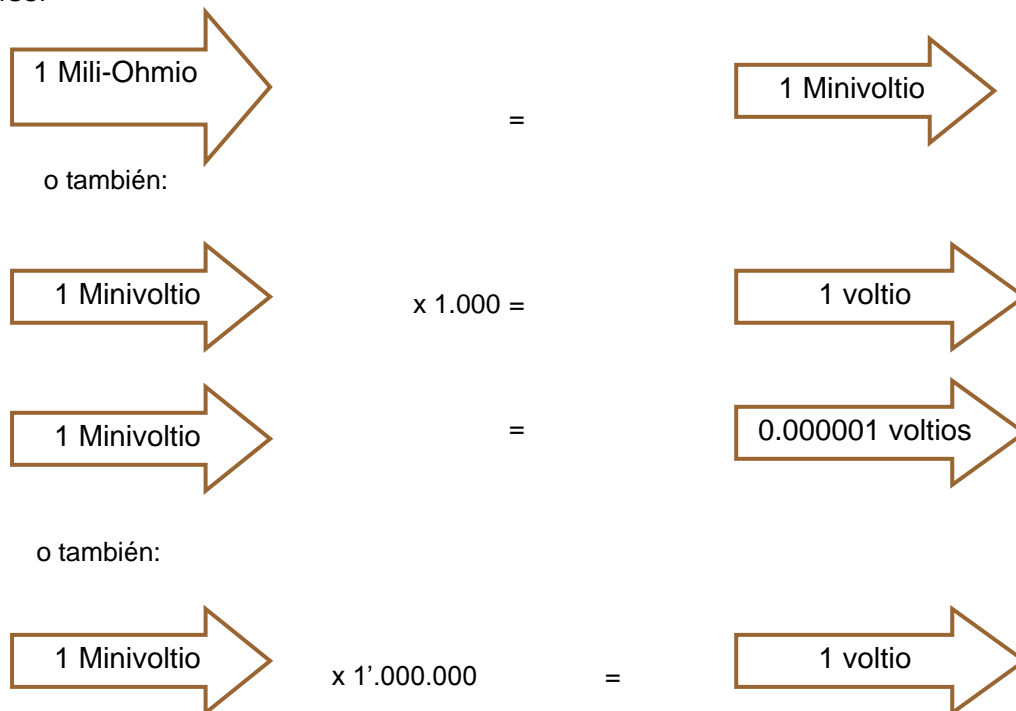 1 Mili-Ohmio = 1 Minivoltio
o también:
1 Minivoltio x 1.000 = 1 voltio
1 Minivoltio = 0.000001 voltios
o también:
1 Minivoltio x 1’.000.000 = 1 voltio